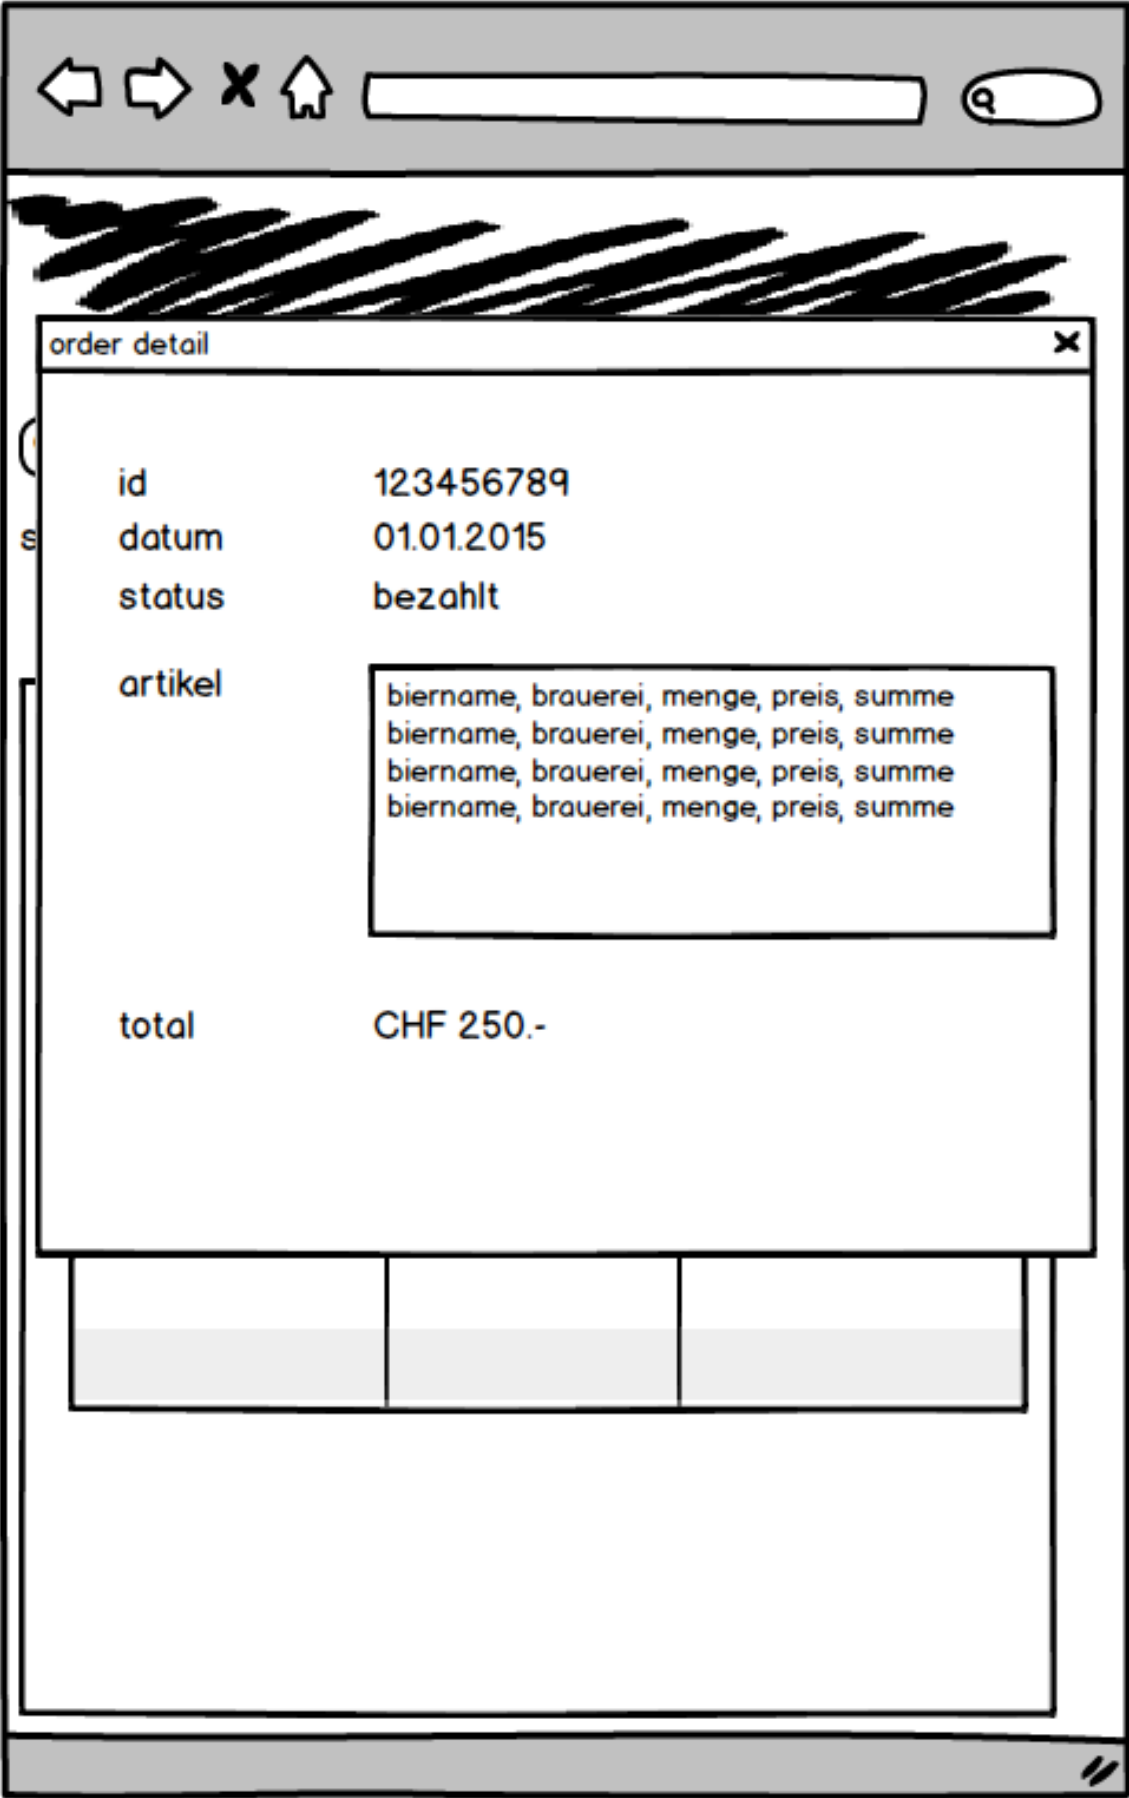 order detail
id 123456789
datum 01.01.2015
status bezahlt
artikel
biername, brauerei, menge, preis, summe
biername, brauerei, menge, preis, summe
biername, brauerei, menge, preis, summe
biername, brauerei, menge, preis, summe
total CHF 250.-